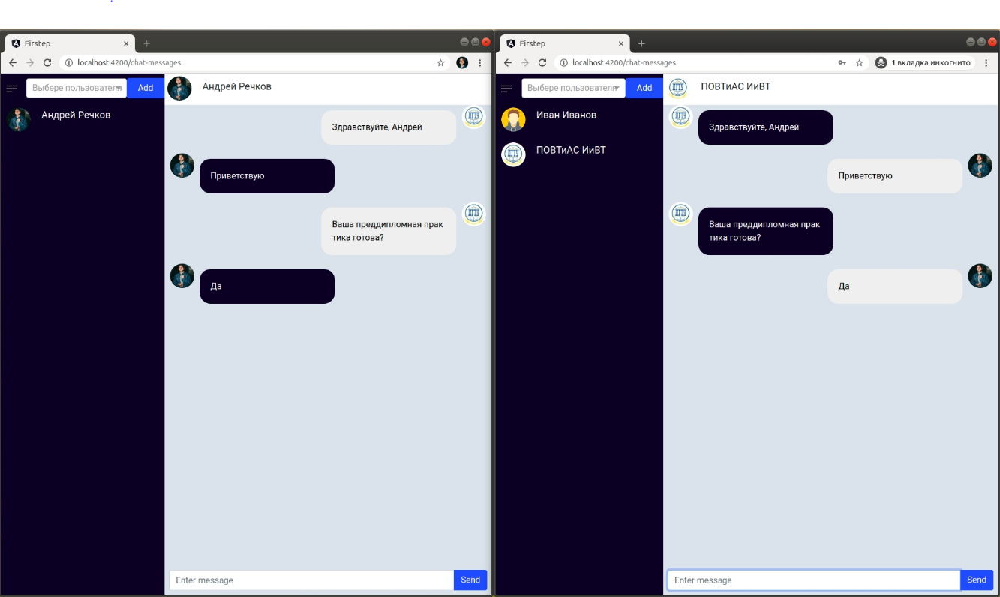 Firstep
localhost:4200/chat-messages
Выбере пользователя
Add
Андрей Речков
Андрей Речков
Здравствуйте, Андрей
Приветствую
Ваша преддипломная прак
тика готова?
Да
Enter message
Send
Firstep
localhost:4200/chat-messages
1 вкладка инкогнито
Выбере пользователя
Add
Иван Иванов
ПОВТиАС ИиВТ
ПОВТиАС ИиВТ
Здравствуйте, Андрей
Приветствую
Ваша преддипломная прак
тика готова?
Да
Enter message
Send